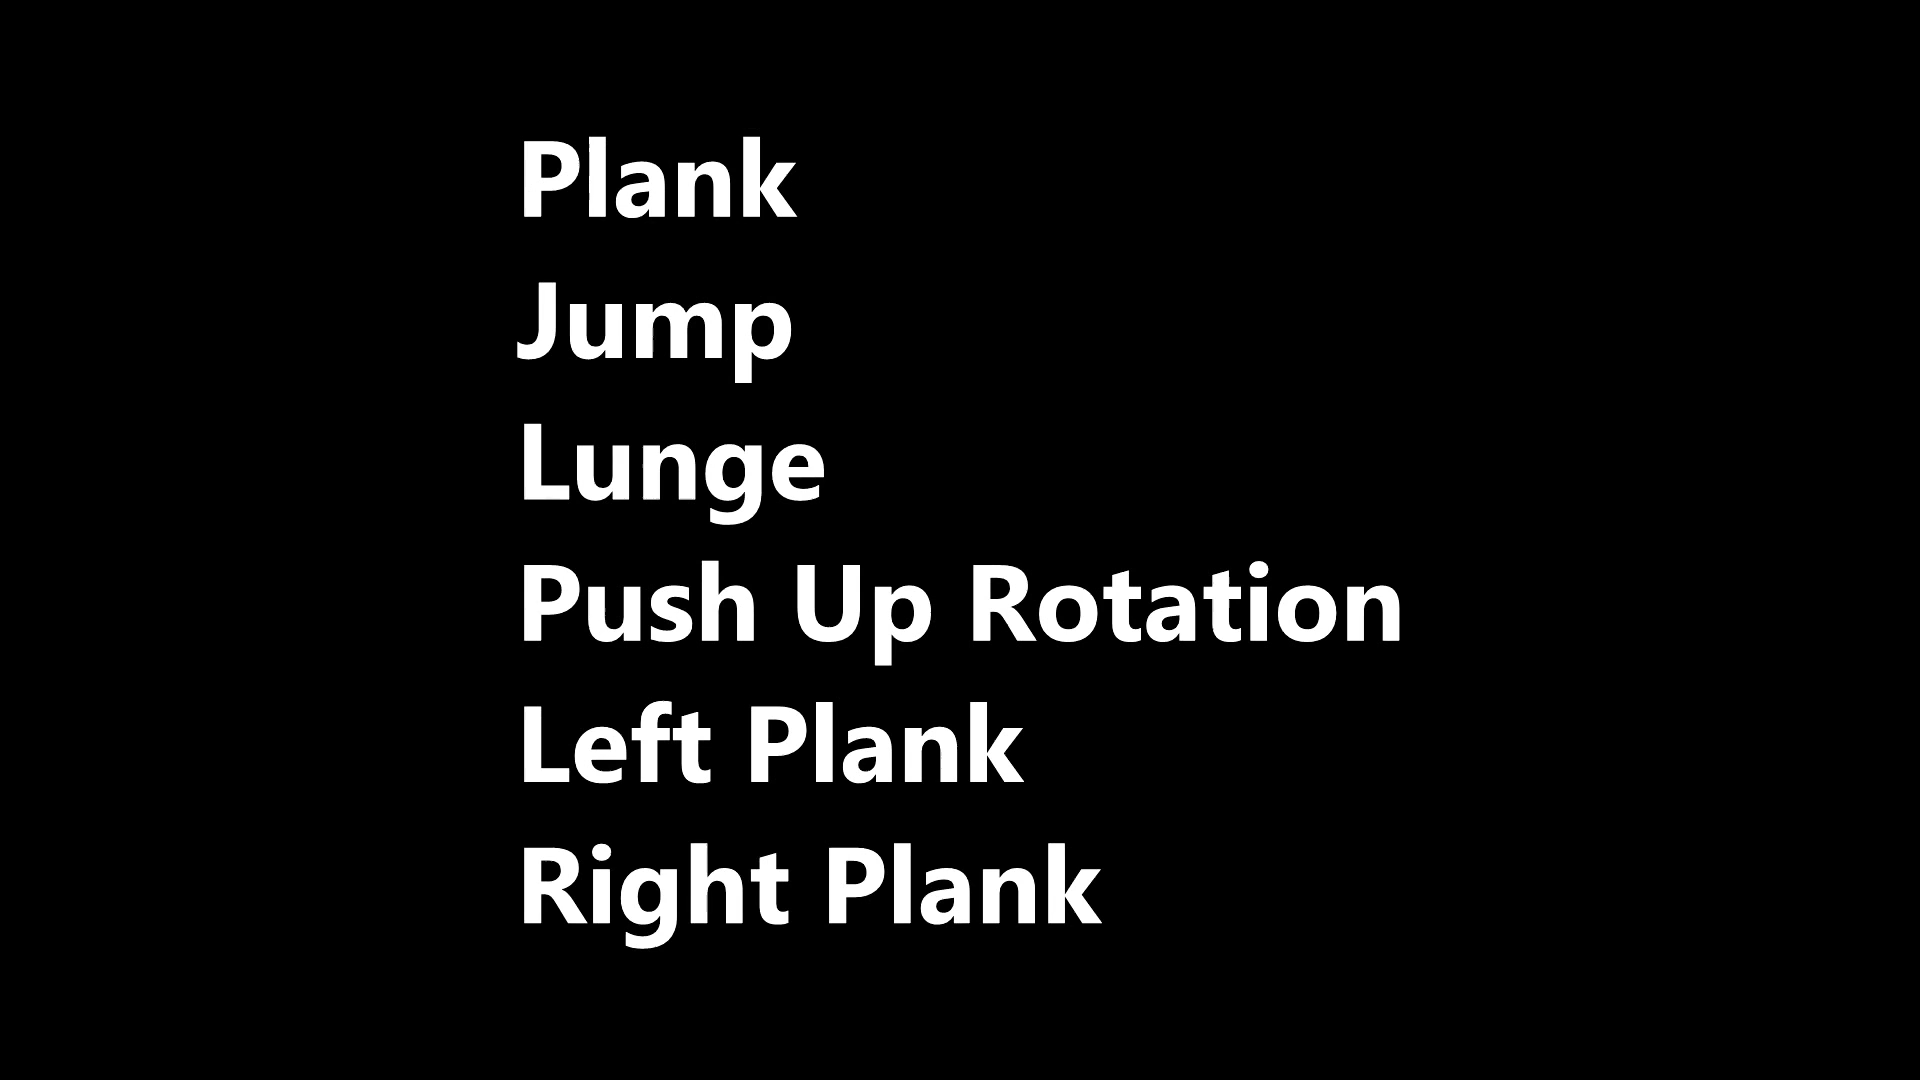 Plank
Jump
Lunge
Push Up Rotation
Left Plank
Right Plank